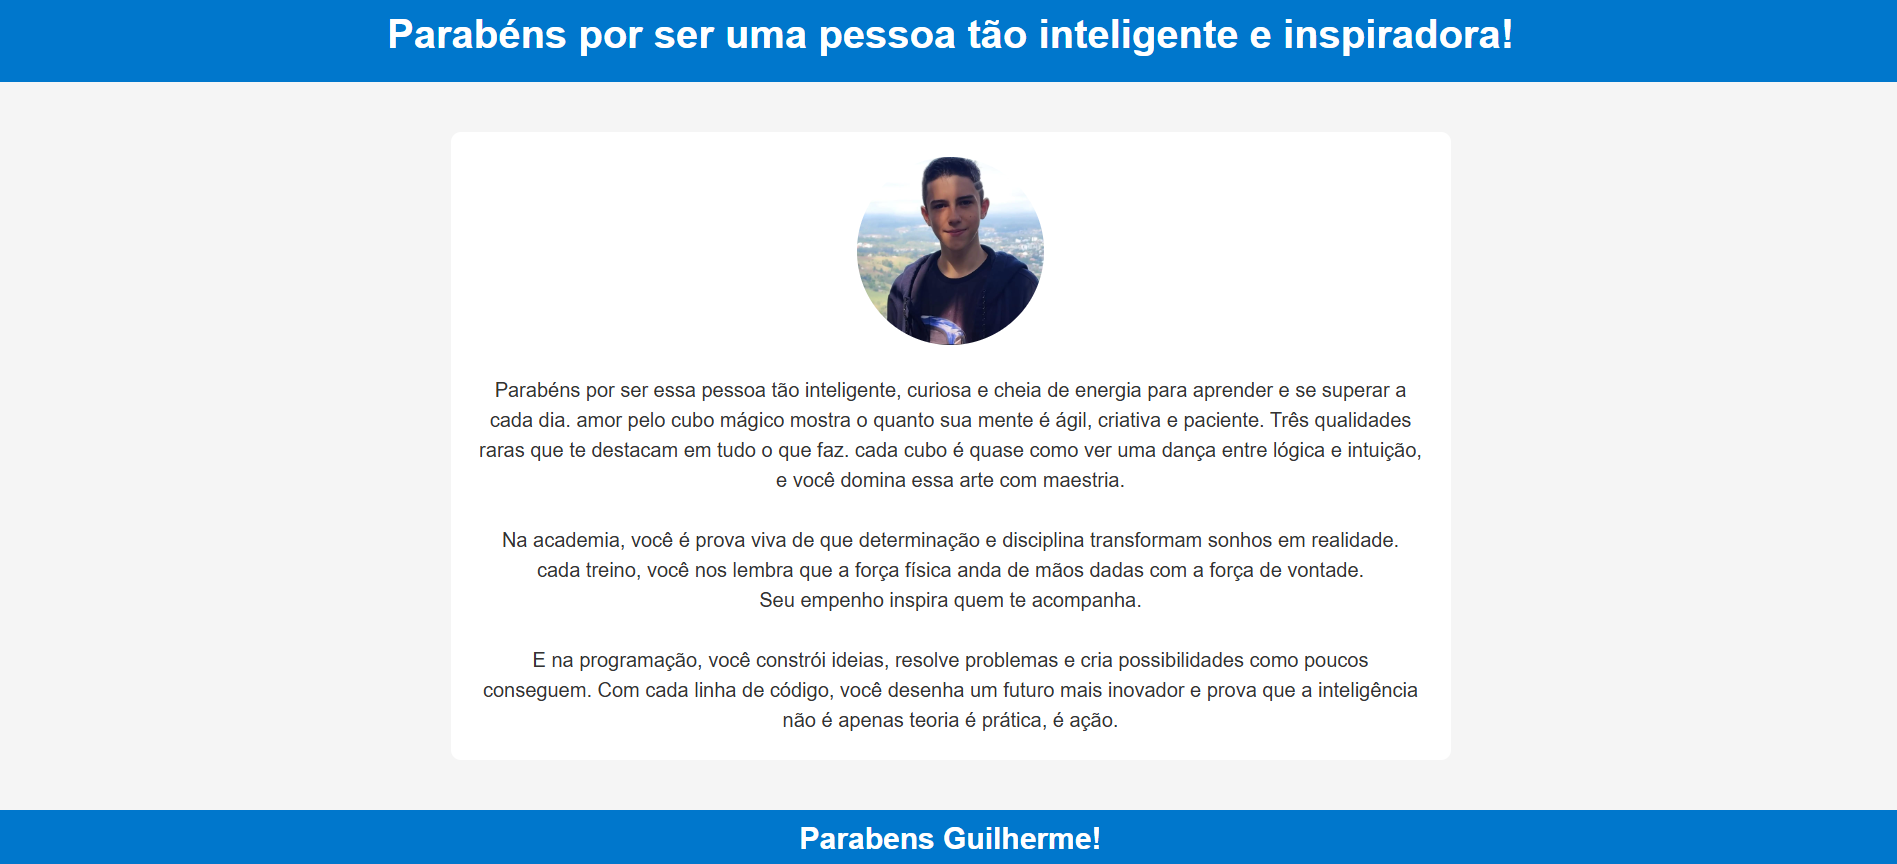 Parabéns por ser uma pessoa tão inteligente e inspiradora!
Parabéns por ser essa pessoa tão inteligente, curiosa e cheia de energia para aprender e se superar a
cada dia. amor pelo cubo mágico mostra o quanto sua mente é ágil, criativa e paciente. Três qualidades
raras que te destacam em tudo o que faz. cada cubo é quase como ver uma dança entre lógica e intuição,
e você domina essa arte com maestria.
Na academia, você é prova viva de que determinação e disciplina transformam sonhos em realidade.
cada treino, você nos lembra que a força física anda de mãos dadas com a força de vontade.
Seu empenho inspira quem te acompanha.
E na programação, você constrói ideias, resolve problemas e cria possibilidades como poucos
conseguem. Com cada linha de código, você desenha um futuro mais inovador e prova que a inteligência
não é apenas teoria é prática, é ação.
Parabens Guilherme!